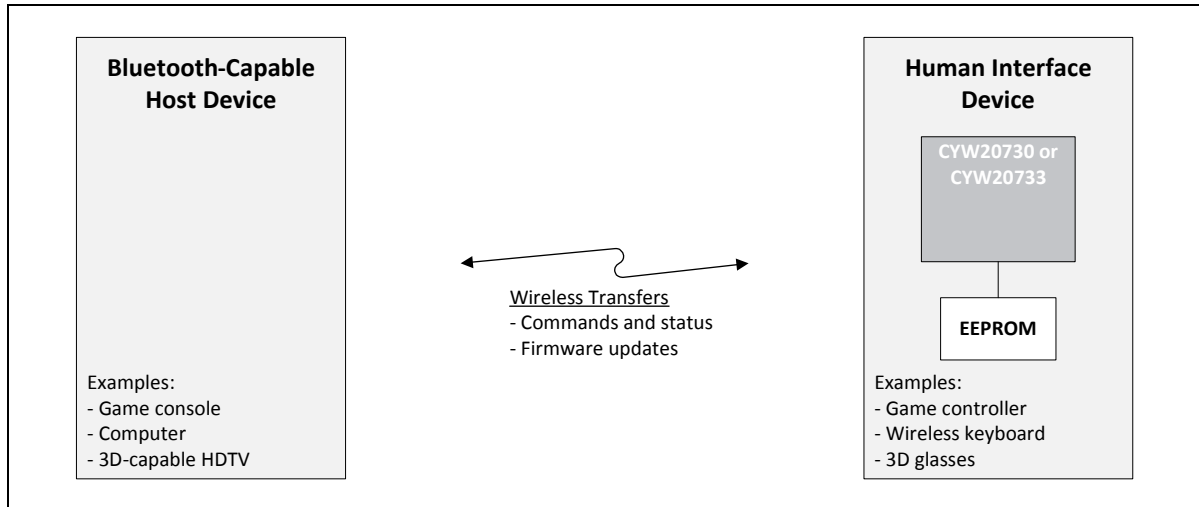 Bluetooth-Capable
Host Device
Examples:
- Game console
- Computer
- 3D-capable HDTV
Wireless Transfers
- Commands and status
- Firmware updates
Human Interface
Device
CYW20730 or
CYW20733
EEPROM
Examples:
- Game controller
- Wireless keyboard
- 3D glasses